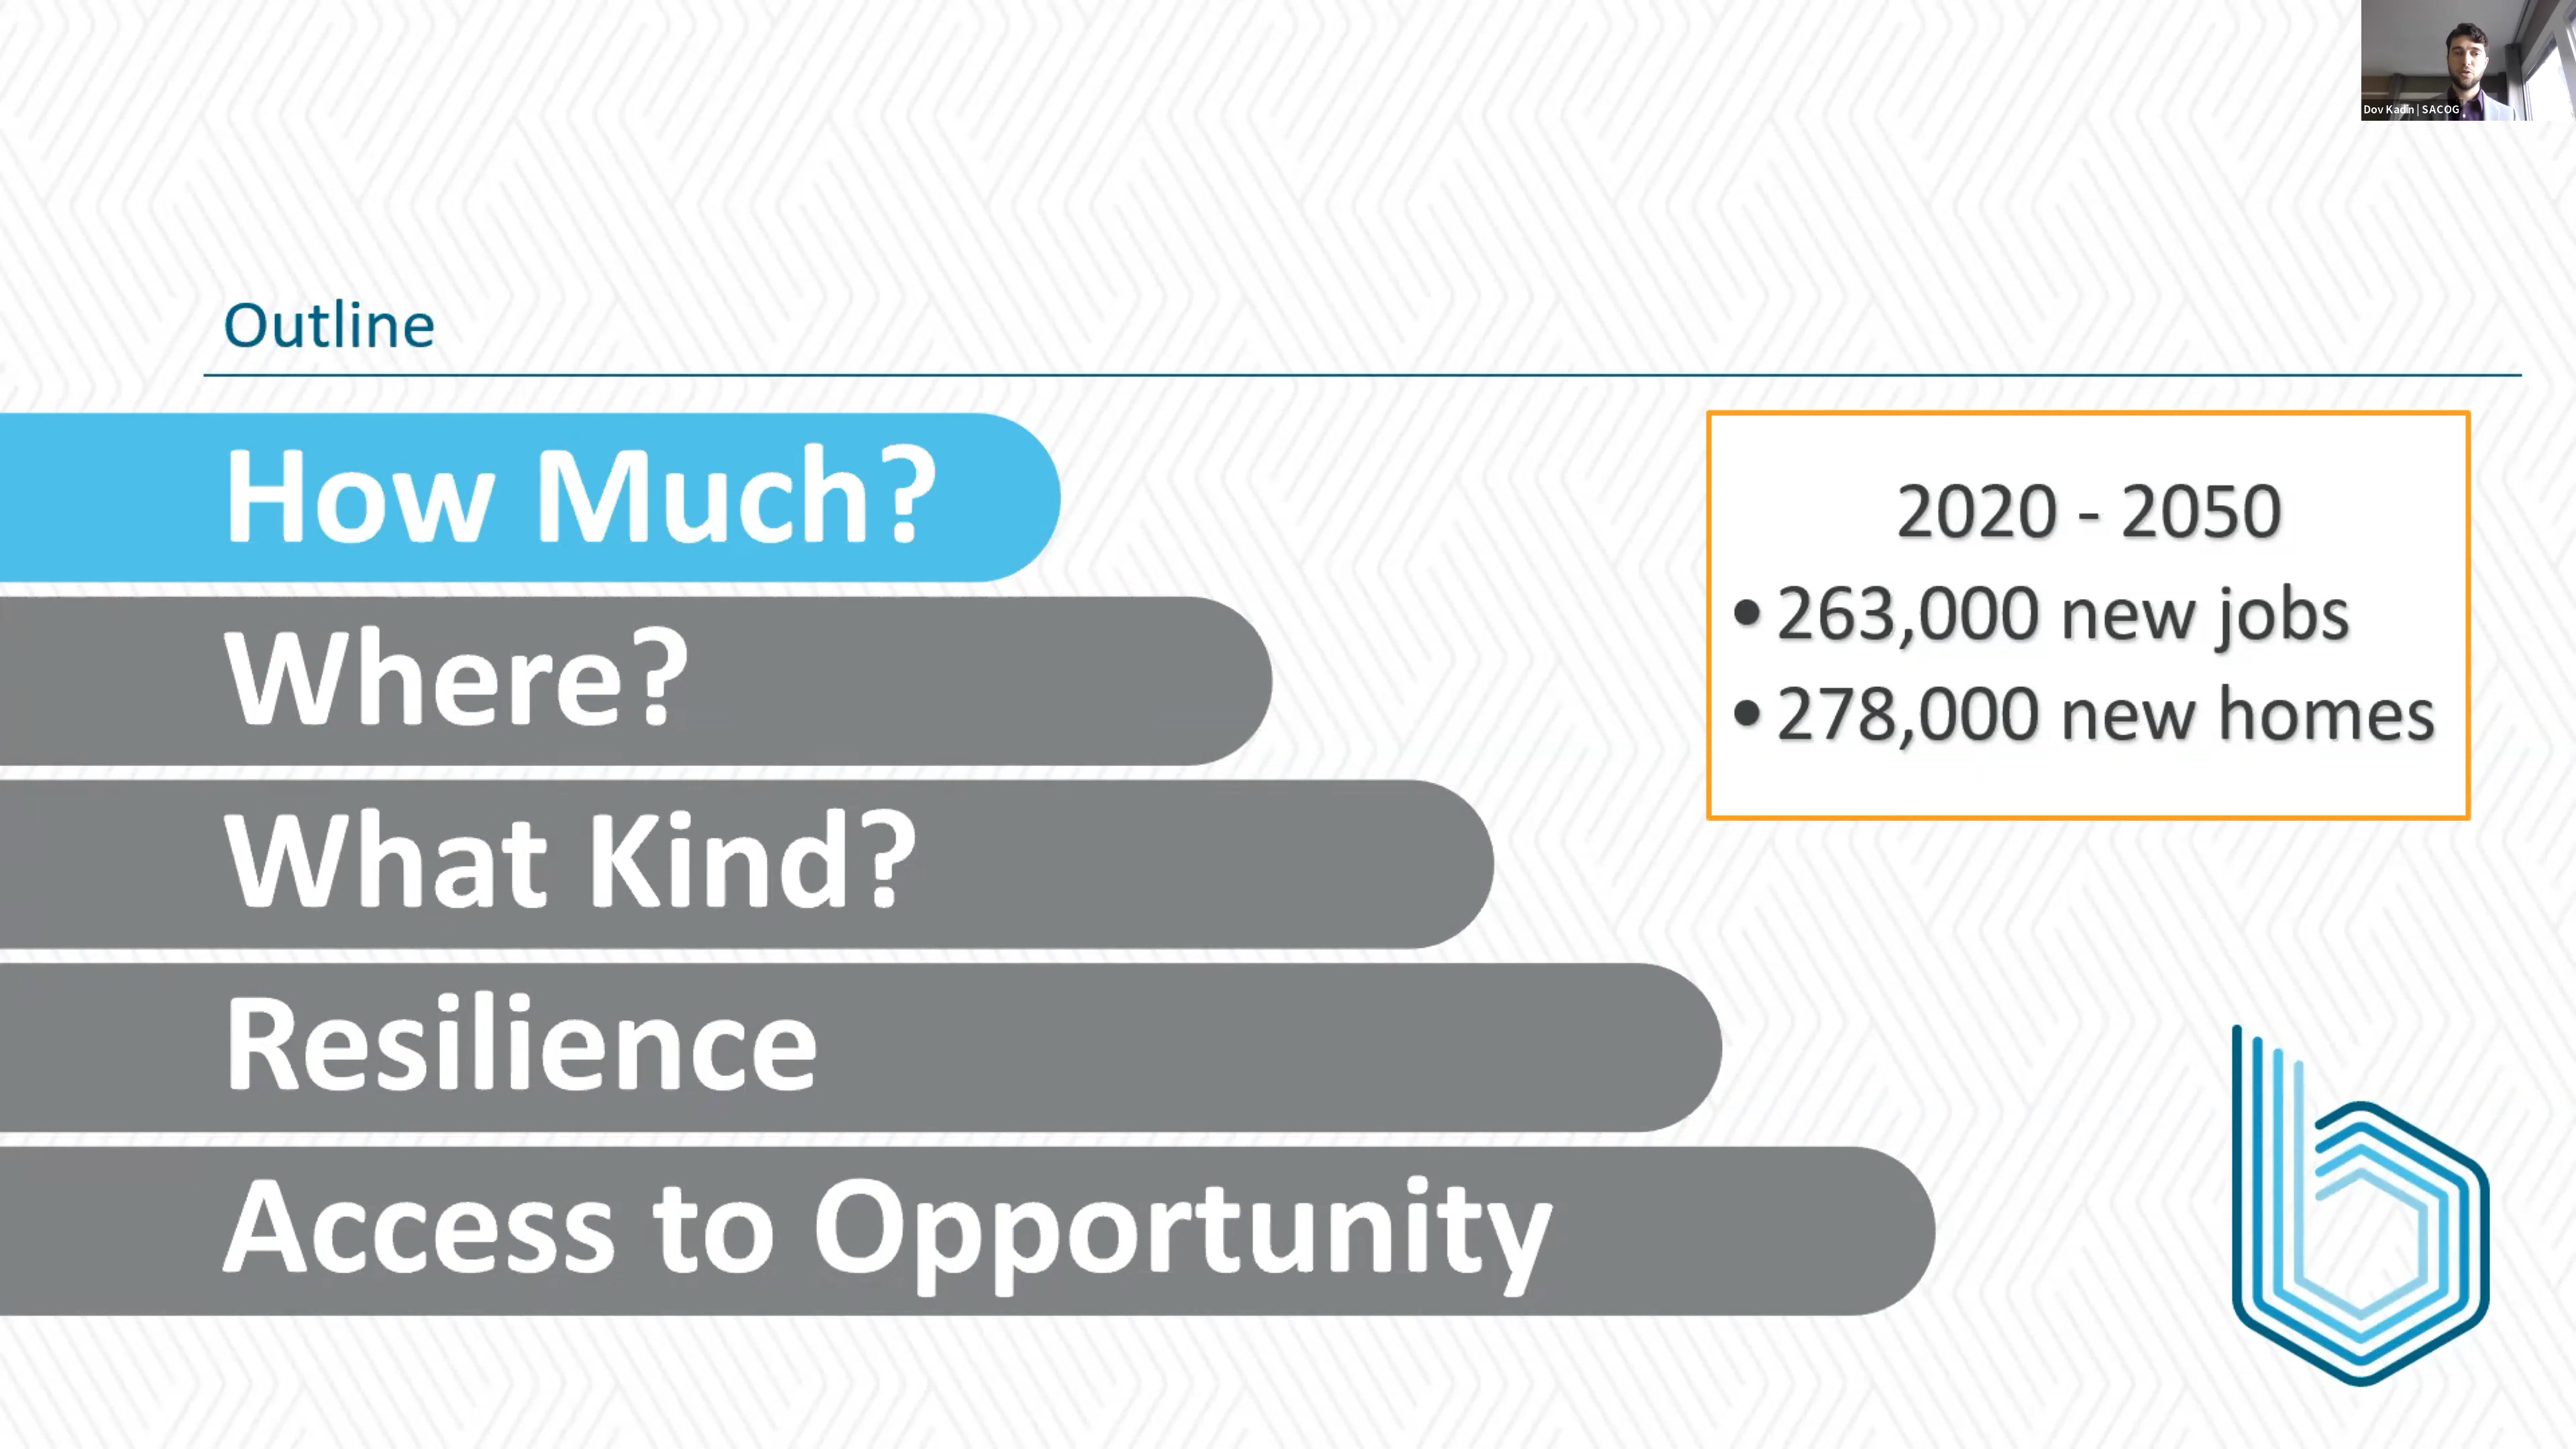 Dov Kadin | SACOG
Outline
How Much?
Where?
What Kind?
Resilience
Access to Opportunity
2020 - 2050
• 263,000 new jobs
• 278,000 new homes